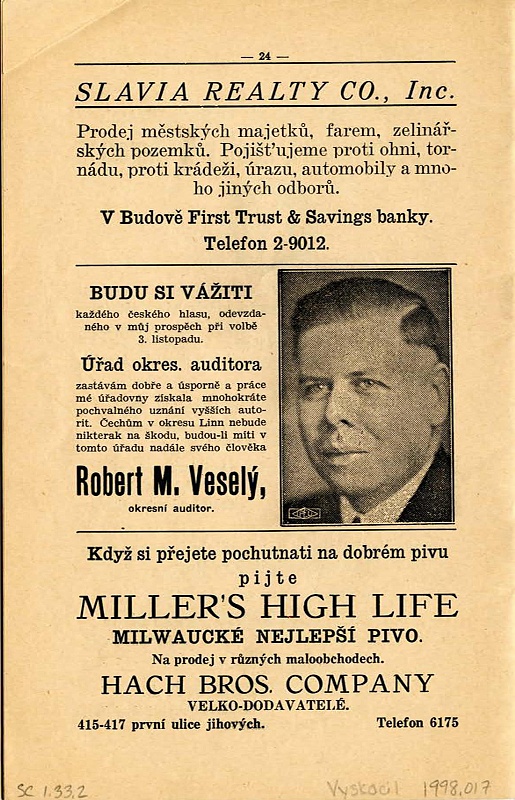 — 24 —
SLAVIA REALTY CO., Inc.
Prodej městských majetků, farem, zelinář-
ských pozemků. Pojišt'ujeme proti ohni, tor-
nádu, proti krádeži, úrazu, automobily a mno-
ho jiných odborů.
V Budově First Trust & Savings banky.
Telefon 2-9012.
BUDU SI VÁŽITI
každého českého hlasu, odevzda-
ného v můj prospěch při volbě
3. listopadu.
Úřad okres. auditora
zastávám dobře a úsporně a práce
mé úřadovny získala mnohokráte
pochvalného uznání vyšších auto-
rit. Čechům v okresu Linn nebude
nikterak na škodu, budou-li míti v
tomto úřadu nadále svého člověka
Robert M. Veselý,
okresní auditor.
Když si přejete pochutnati na dobrém pivu
pijte
MILLER'S HIGH LIFE
MILWAUCKÉ NEJLEPŠÍ PIVO.
Na prodej v různých maloobchodech.
HACH BROS. COMPANY
VELKO-DODAVATELÉ.
415-417 první ulice jihových. Telefon 6175
SC 1.33.2 Vyskocil 1998.017